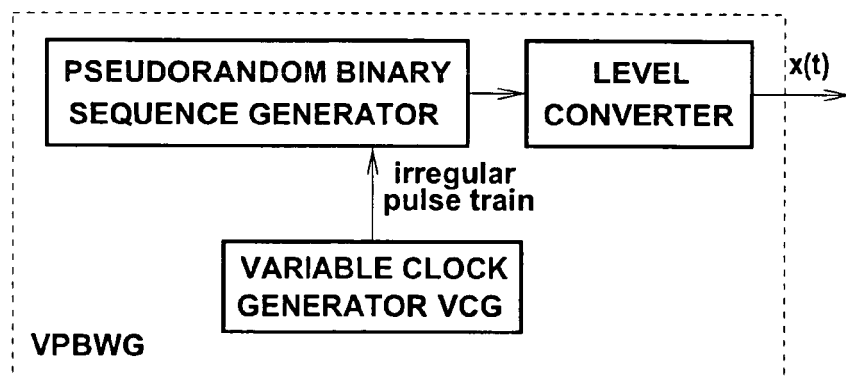 PSEUDORANDOM BINARY
SEQUENCE GENERATOR
LEVEL
CONVERTER
x(t)
irregular
pulse train
VARIABLE CLOCK
GENERATOR VCG
VPBWG